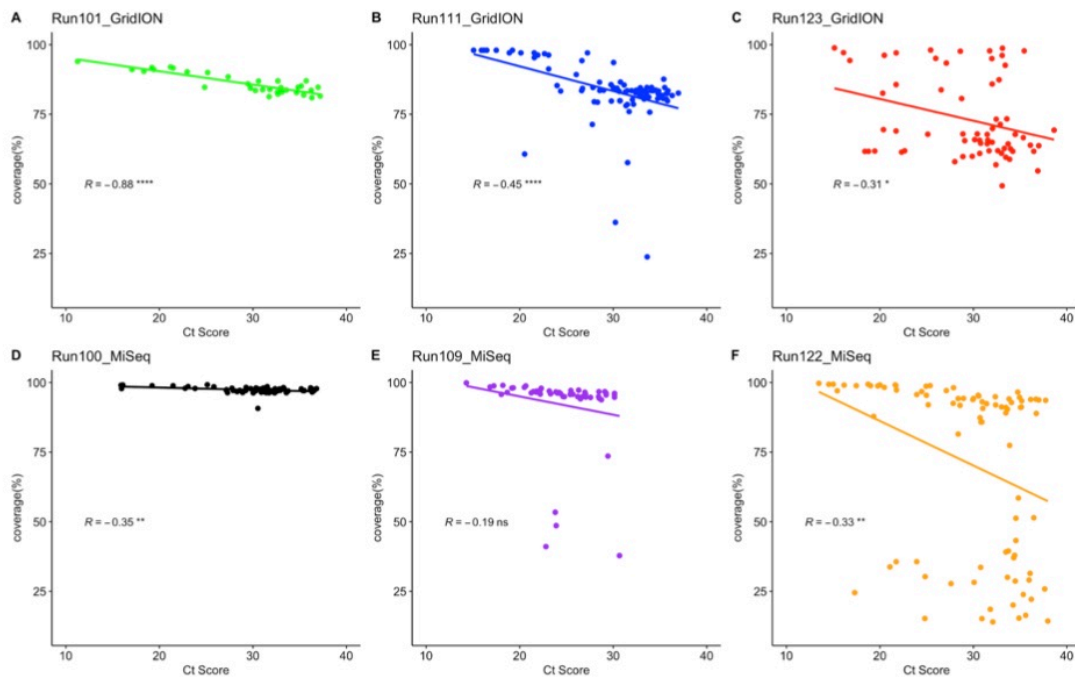 A Run101_GridION
B Run111_GridION
C Run123_GridION
100
75
50
25
coverage(%)
R = −0.88 ****
10 20 30 40
Ct Score
100
75
50
25
coverage(%)
R = −0.45 ****
10 20 30 40
Ct Score
100
75
50
25
coverage(%)
R = −0.31 *
10 20 30 40
Ct Score
D Run100_MiSeq
E Run109_MiSeq
F Run122_MiSeq
100
75
50
25
coverage(%)
R = −0.35 **
10 20 30 40
Ct Score
100
75
50
25
coverage(%)
R = −0.19 ns
10 20 30 40
Ct Score
100
75
50
25
coverage(%)
R = −0.33 **
10 20 30 40
Ct Score